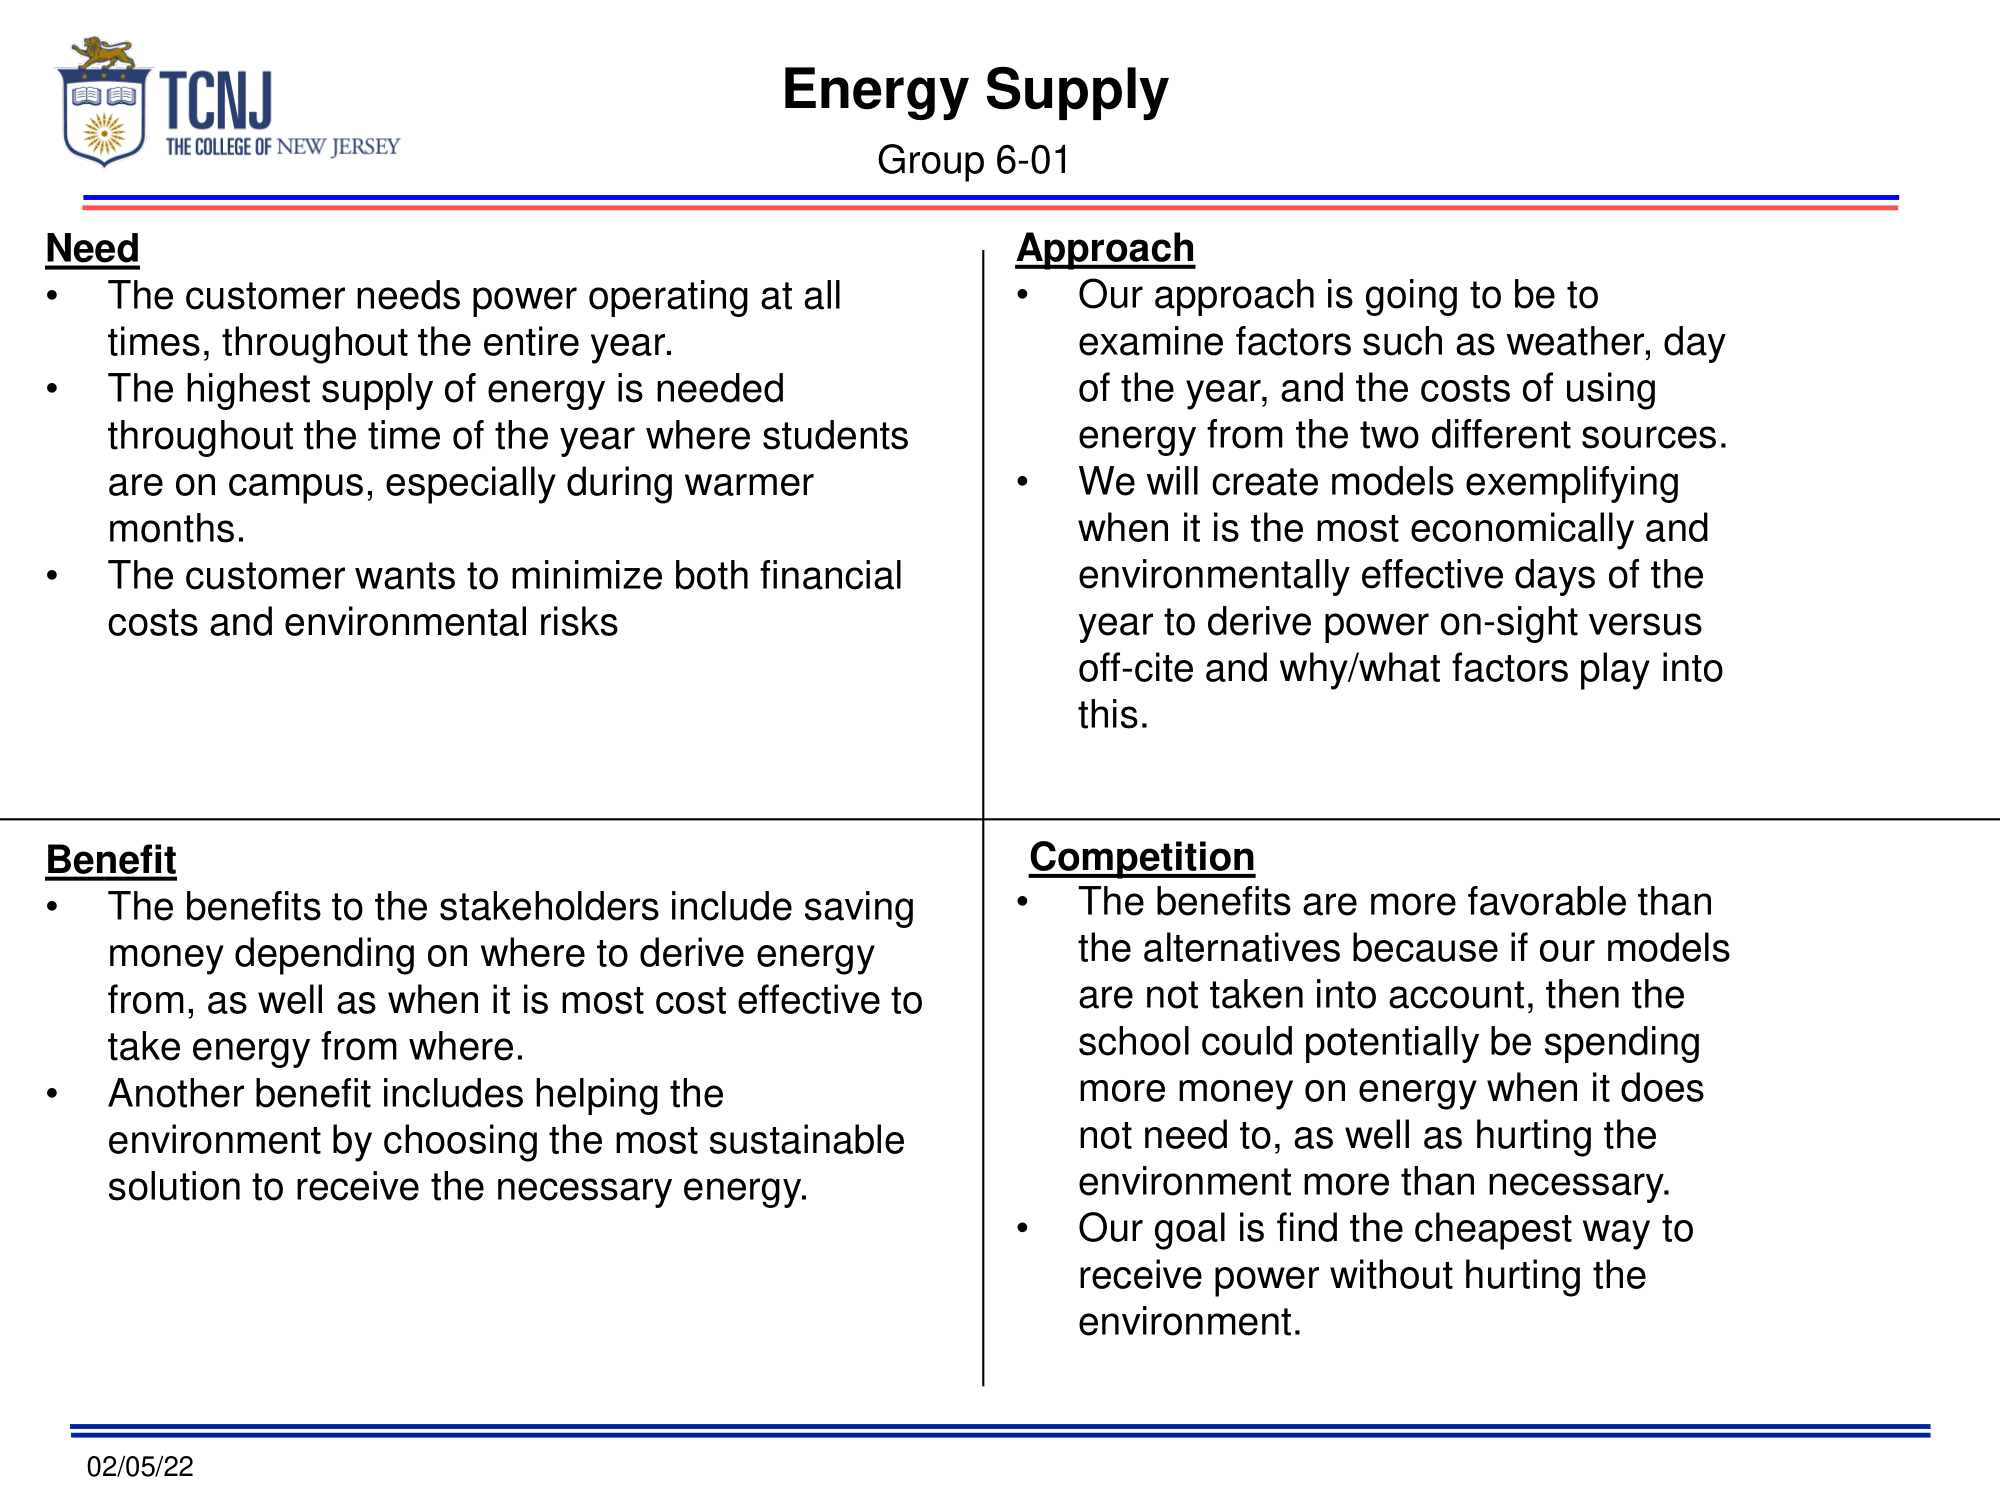 TCNJ
THE COLLEGE OF NEW JERSEY
Energy Supply
Group 6-01
Need
• The customer needs power operating at all
times, throughout the entire year.
• The highest supply of energy is needed
throughout the time of the year where students
are on campus, especially during warmer
months.
• The customer wants to minimize both financial
costs and environmental risks
Approach
• Our approach is going to be to
examine factors such as weather, day
of the year, and the costs of using
energy from the two different sources.
• We will create models exemplifying
when it is the most economically and
environmentally effective days of the
year to derive power on-sight versus
off-cite and why/what factors play into
this.
Benefit
• The benefits to the stakeholders include saving
money depending on where to derive energy
from, as well as when it is most cost effective to
take energy from where.
• Another benefit includes helping the
environment by choosing the most sustainable
solution to receive the necessary energy.
Competition
• The benefits are more favorable than
the alternatives because if our models
are not taken into account, then the
school could potentially be spending
more money on energy when it does
not need to, as well as hurting the
environment more than necessary.
• Our goal is find the cheapest way to
receive power without hurting the
environment.
02/05/22